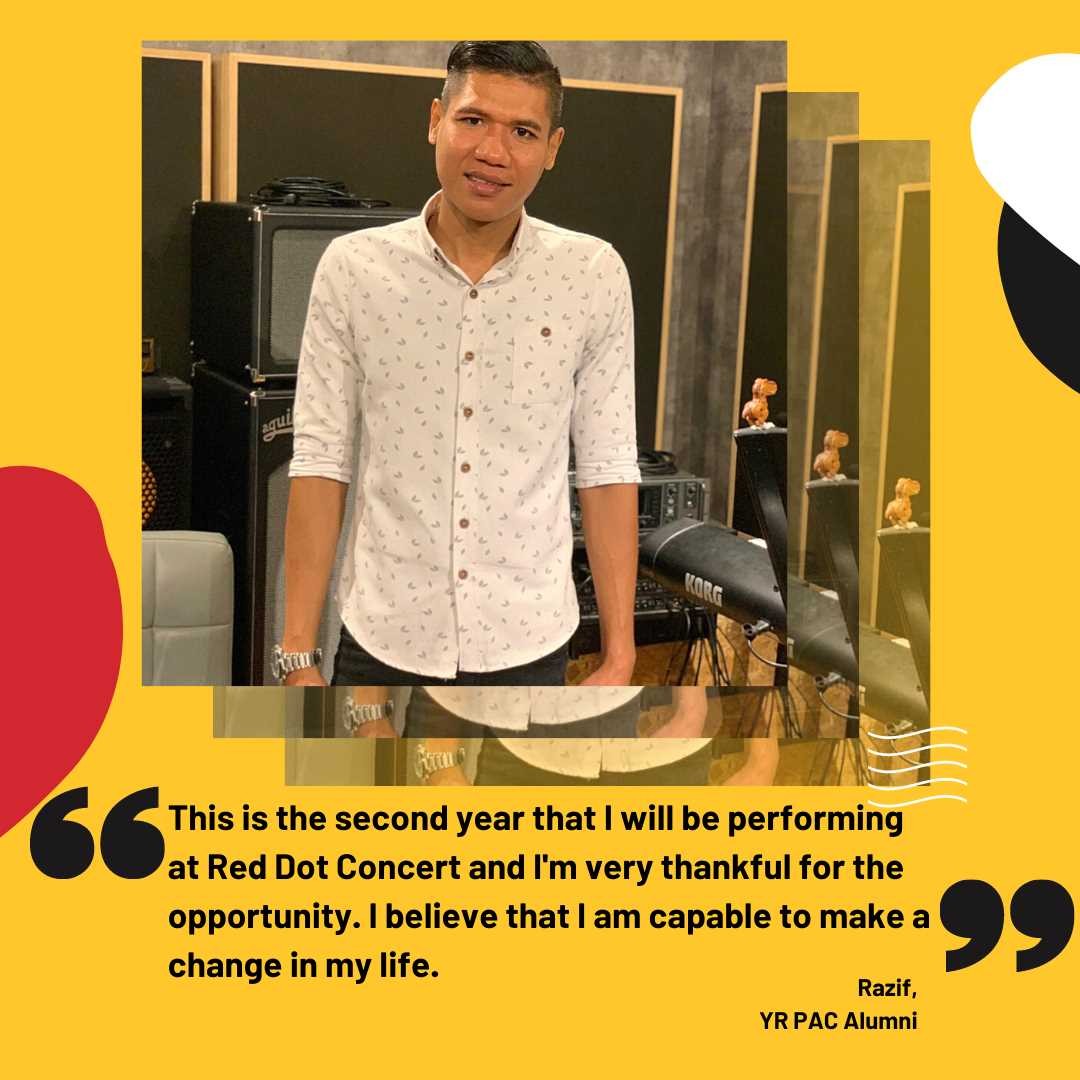 agui
KORG
This is the second year that I will be performing
at Red Dot Concert and I'm very thankful for the
opportunity. I believe that I am capable to make a
change in my life.
Razif,
YR PAC Alumni